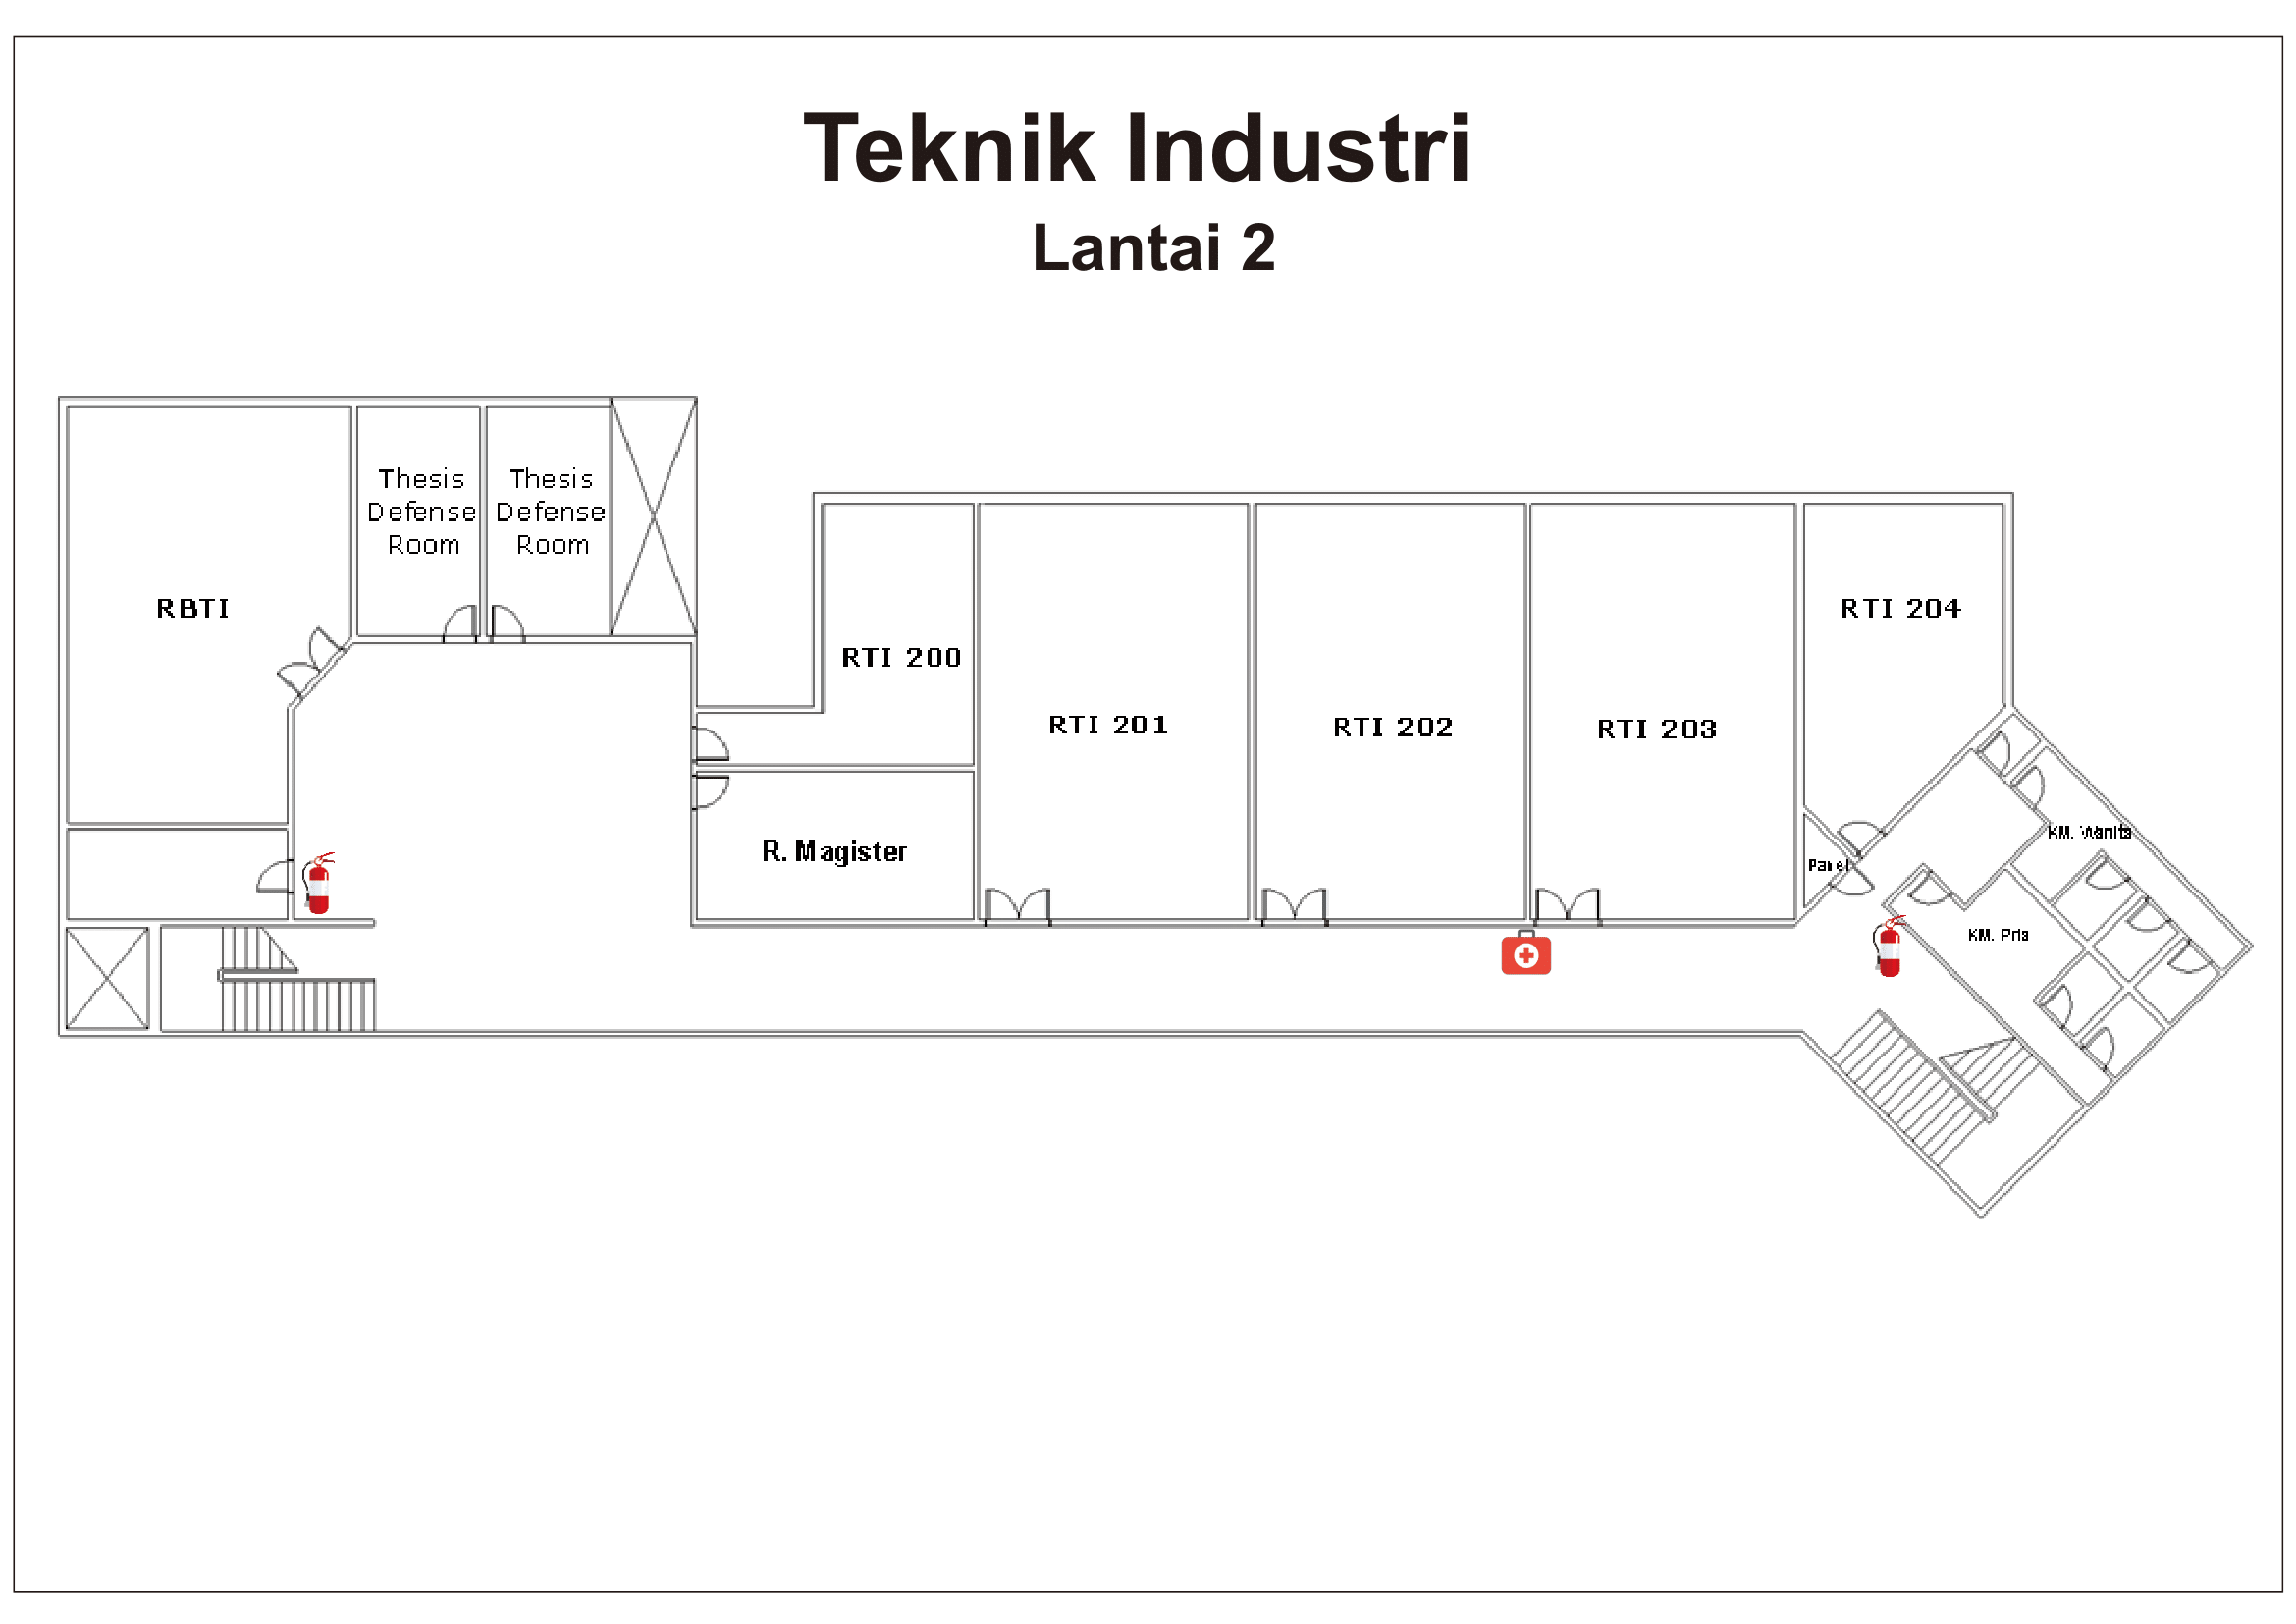 Teknik Industri
Lantai 2
Thesis
Defense
Room
Thesis
Defense
Room
RBTI
RTI 200
RTI 201
RTI 202
RTI 203
RTI 204
R. Magister
Panel
KM. Wanita
KM. Pria